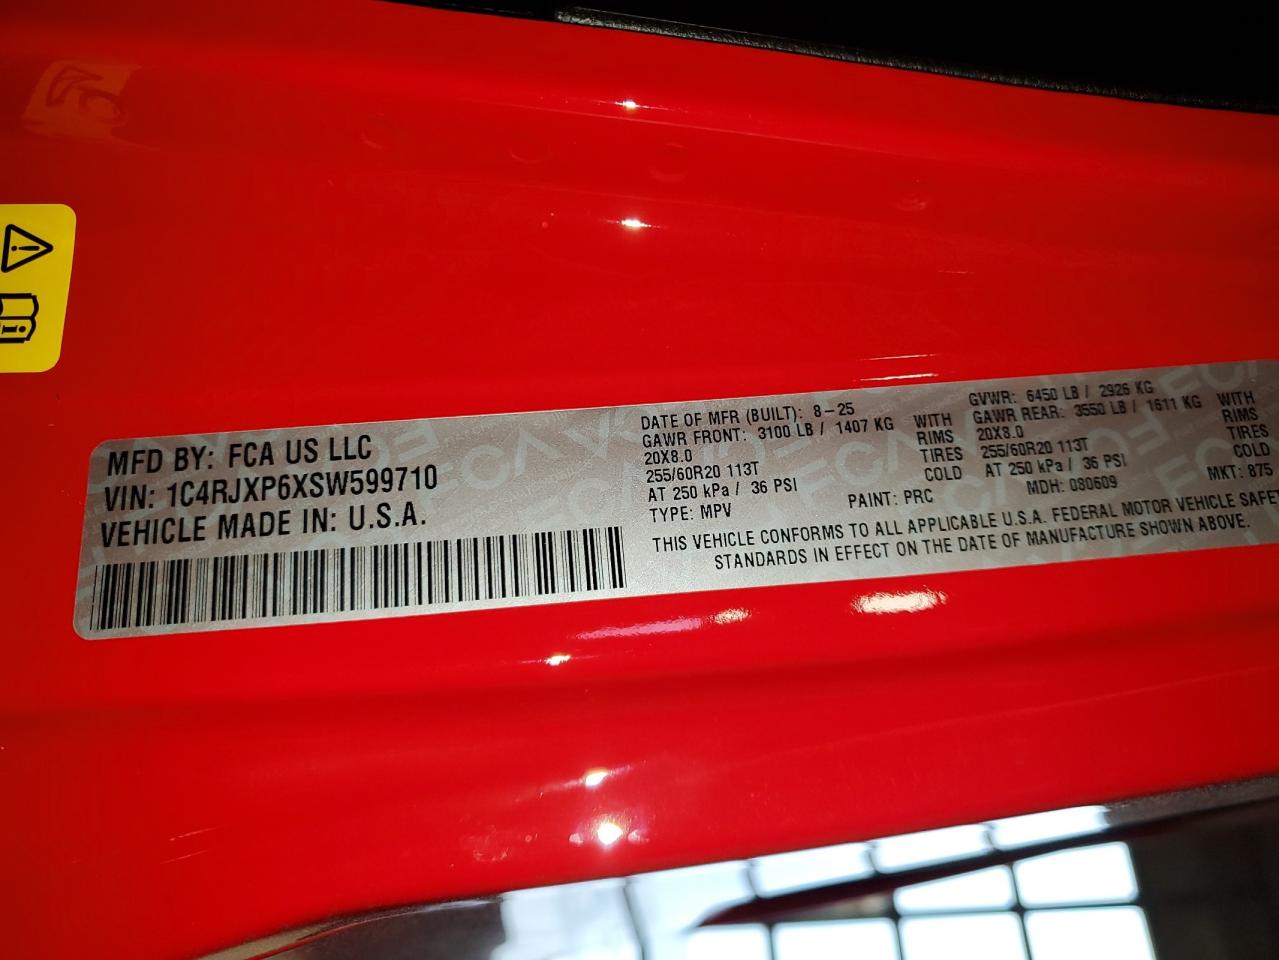 MFD BY: FCA US LLC
VIN: 1C4RJXP6XSW599710
VEHICLE MADE IN: U.S.A.
DATE OF MFR (BUILT): 8-25
GAWR FRONT: 3100 LB / 1407 KG WITH
20X8.0 RIMS
255/60R20 113T TIRES
AT 250 kPa / 36 PSI COLD
TYPE: MPV PAINT: PRC
GVWR: 6450 LB / 2926 KG
GAWR REAR: 3550 LB / 1611 KG WITH
20X8.0 RIMS
255/60R20 113T TIRES
AT 250 kPa / 36 PSI COLD
MDH: 080609 MKT: 875
THIS VEHICLE CONFORMS TO ALL APPLICABLE U.S.A. FEDERAL MOTOR VEHICLE SAFET
STANDARDS IN EFFECT ON THE DATE OF MANUFACTURE SHOWN ABOVE.